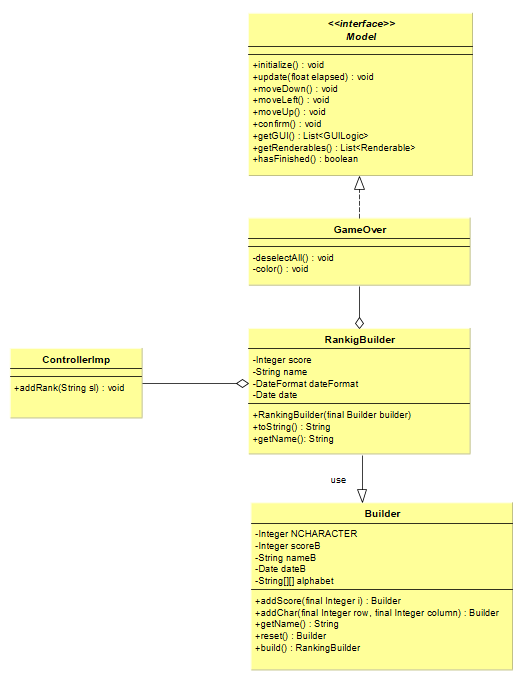 <<interface>>
Model
+initialize() : void
+update(float elapsed) : void
+moveDown() : void
+moveLeft() : void
+moveUp() : void
+confirm() : void
+getGUI() : List<GUILogic>
+getRenderables() : List<Renderable>
+hasFinished() : boolean
GameOver
-deselectAll() : void
-color() : void
RankigBuilder
-Integer score
-String name
-DateFormat dateFormat
-Date date
+RankingBuilder(final Builder builder)
+toString() : String
+getName(): String
ControllerImp
+addRank(String sl) : void
use
Builder
-Integer NCHARACTER
-Integer scoreB
-String nameB
-Date dateB
-String[][] alphabet
+addScore(final Integer i) : Builder
+addChar(final Integer row, final Integer column) : Builder
+getName() : String
+reset() : Builder
+build() : RankingBuilder